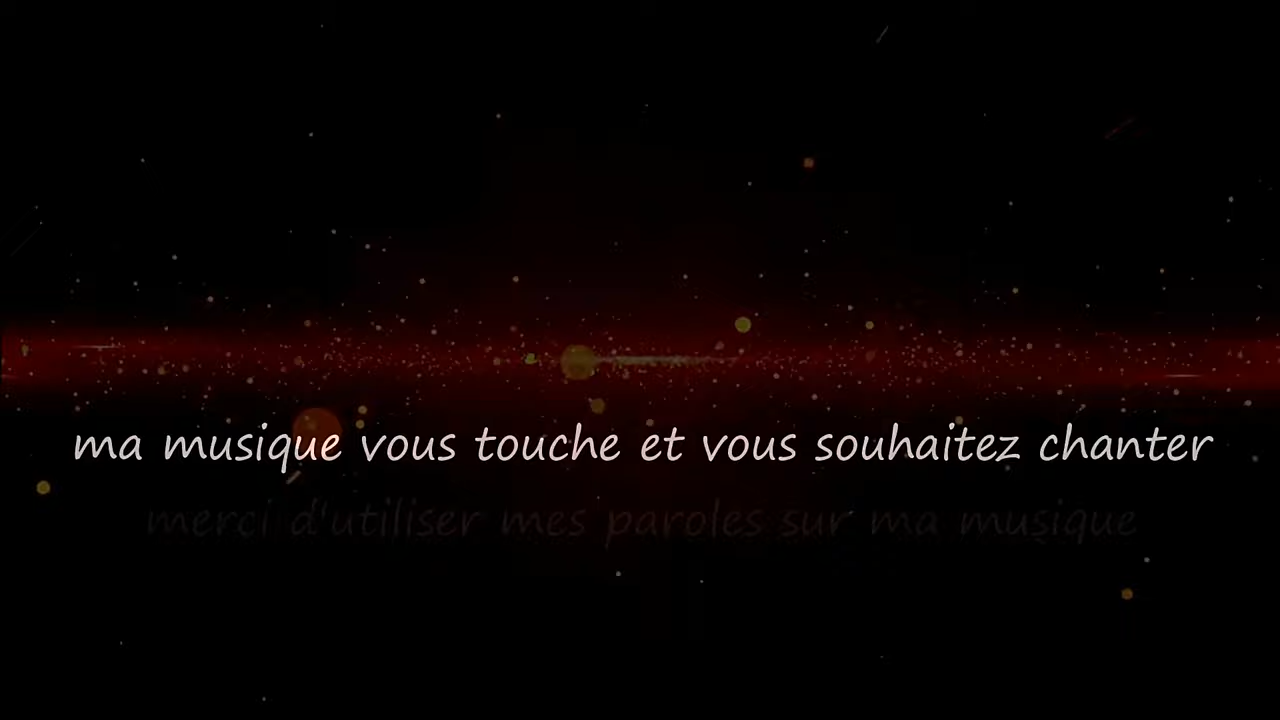 ma musique vous touche et vous souhaitez chanter
merci d'utiliser mes paroles sur ma musique